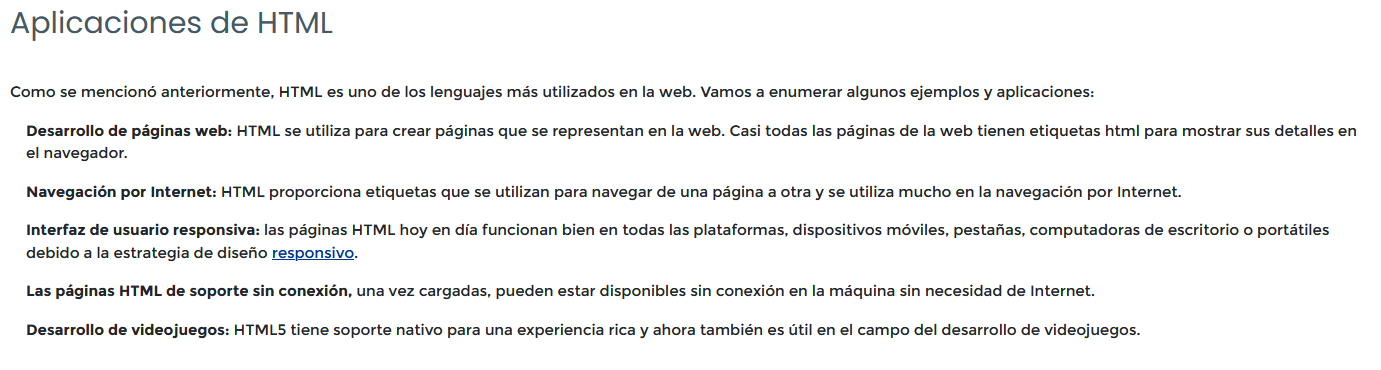 Aplicaciones de HTML
Como se mencionó anteriormente, HTML es uno de los lenguajes más utilizados en la web. Vamos a enumerar algunos ejemplos y aplicaciones:
Desarrollo de páginas web: HTML se utiliza para crear páginas que se representan en la web. Casi todas las páginas de la web tienen etiquetas html para mostrar sus detalles en
el navegador.
Navegación por Internet: HTML proporciona etiquetas que se utilizan para navegar de una página a otra y se utiliza mucho en la navegación por Internet.
Interfaz de usuario responsiva: las páginas HTML hoy en día funcionan bien en todas las plataformas, dispositivos móviles, pestañas, computadoras de escritorio o portátiles
debido a la estrategia de diseño responsivo.
Las páginas HTML de soporte sin conexión, una vez cargadas, pueden estar disponibles sin conexión en la máquina sin necesidad de Internet.
Desarrollo de videojuegos: HTML5 tiene soporte nativo para una experiencia rica y ahora también es útil en el campo del desarrollo de videojuegos.